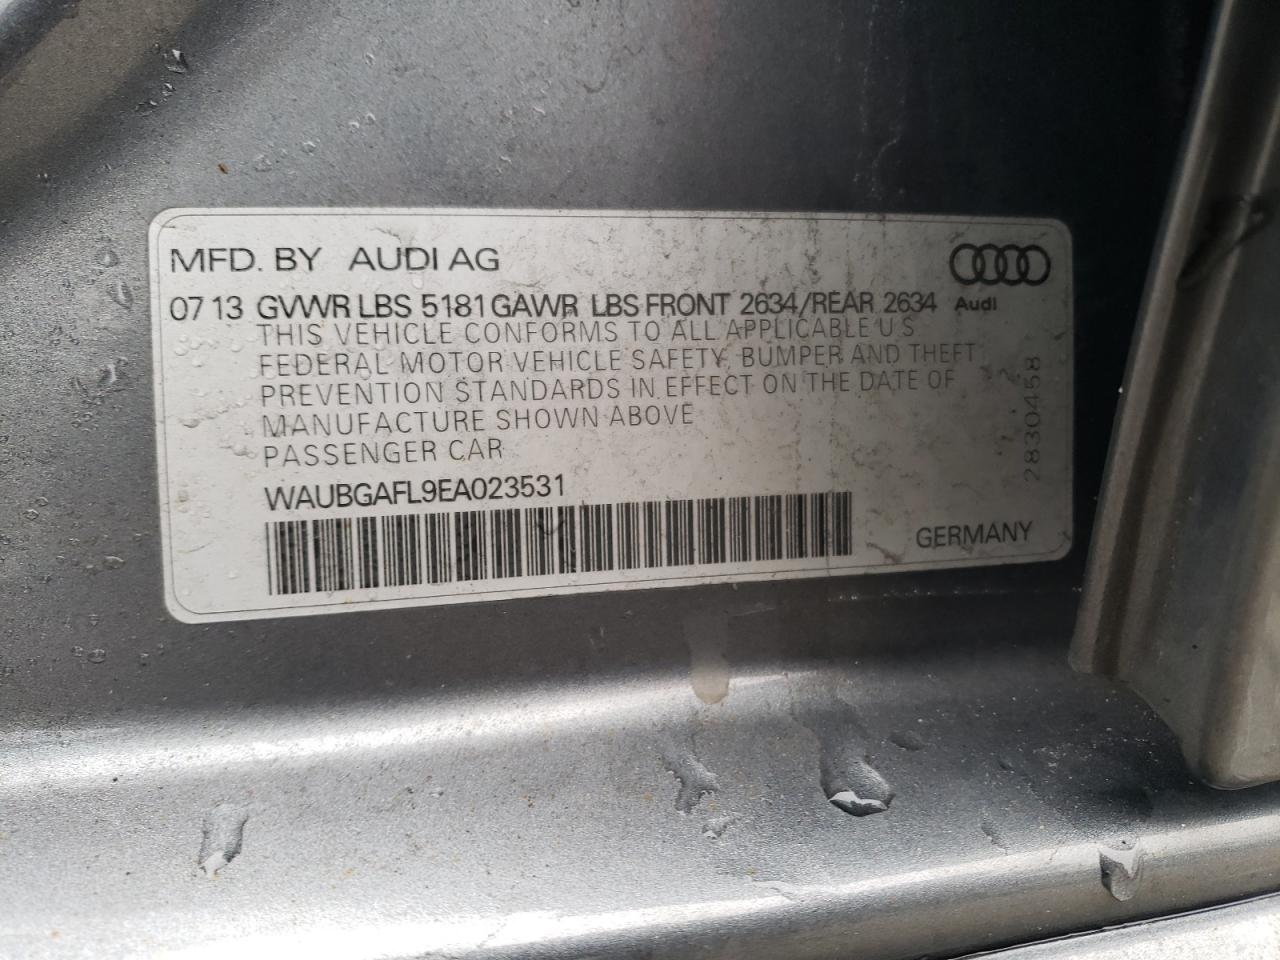 MFD. BY AUDI AG
07 13 GVWR LBS 5181 GAWR LBS FRONT 2634/REAR 2634 Audi
THIS VEHICLE CONFORMS TO ALL APPLICABLE U S
FEDERAL MOTOR VEHICLE SAFETY, BUMPER AND THEFT
PREVENTION STANDARDS IN EFFECT ON THE DATE OF
MANUFACTURE SHOWN ABOVE
PASSENGER CAR
WAUBGAFL9EA023531
GERMANY
2830458